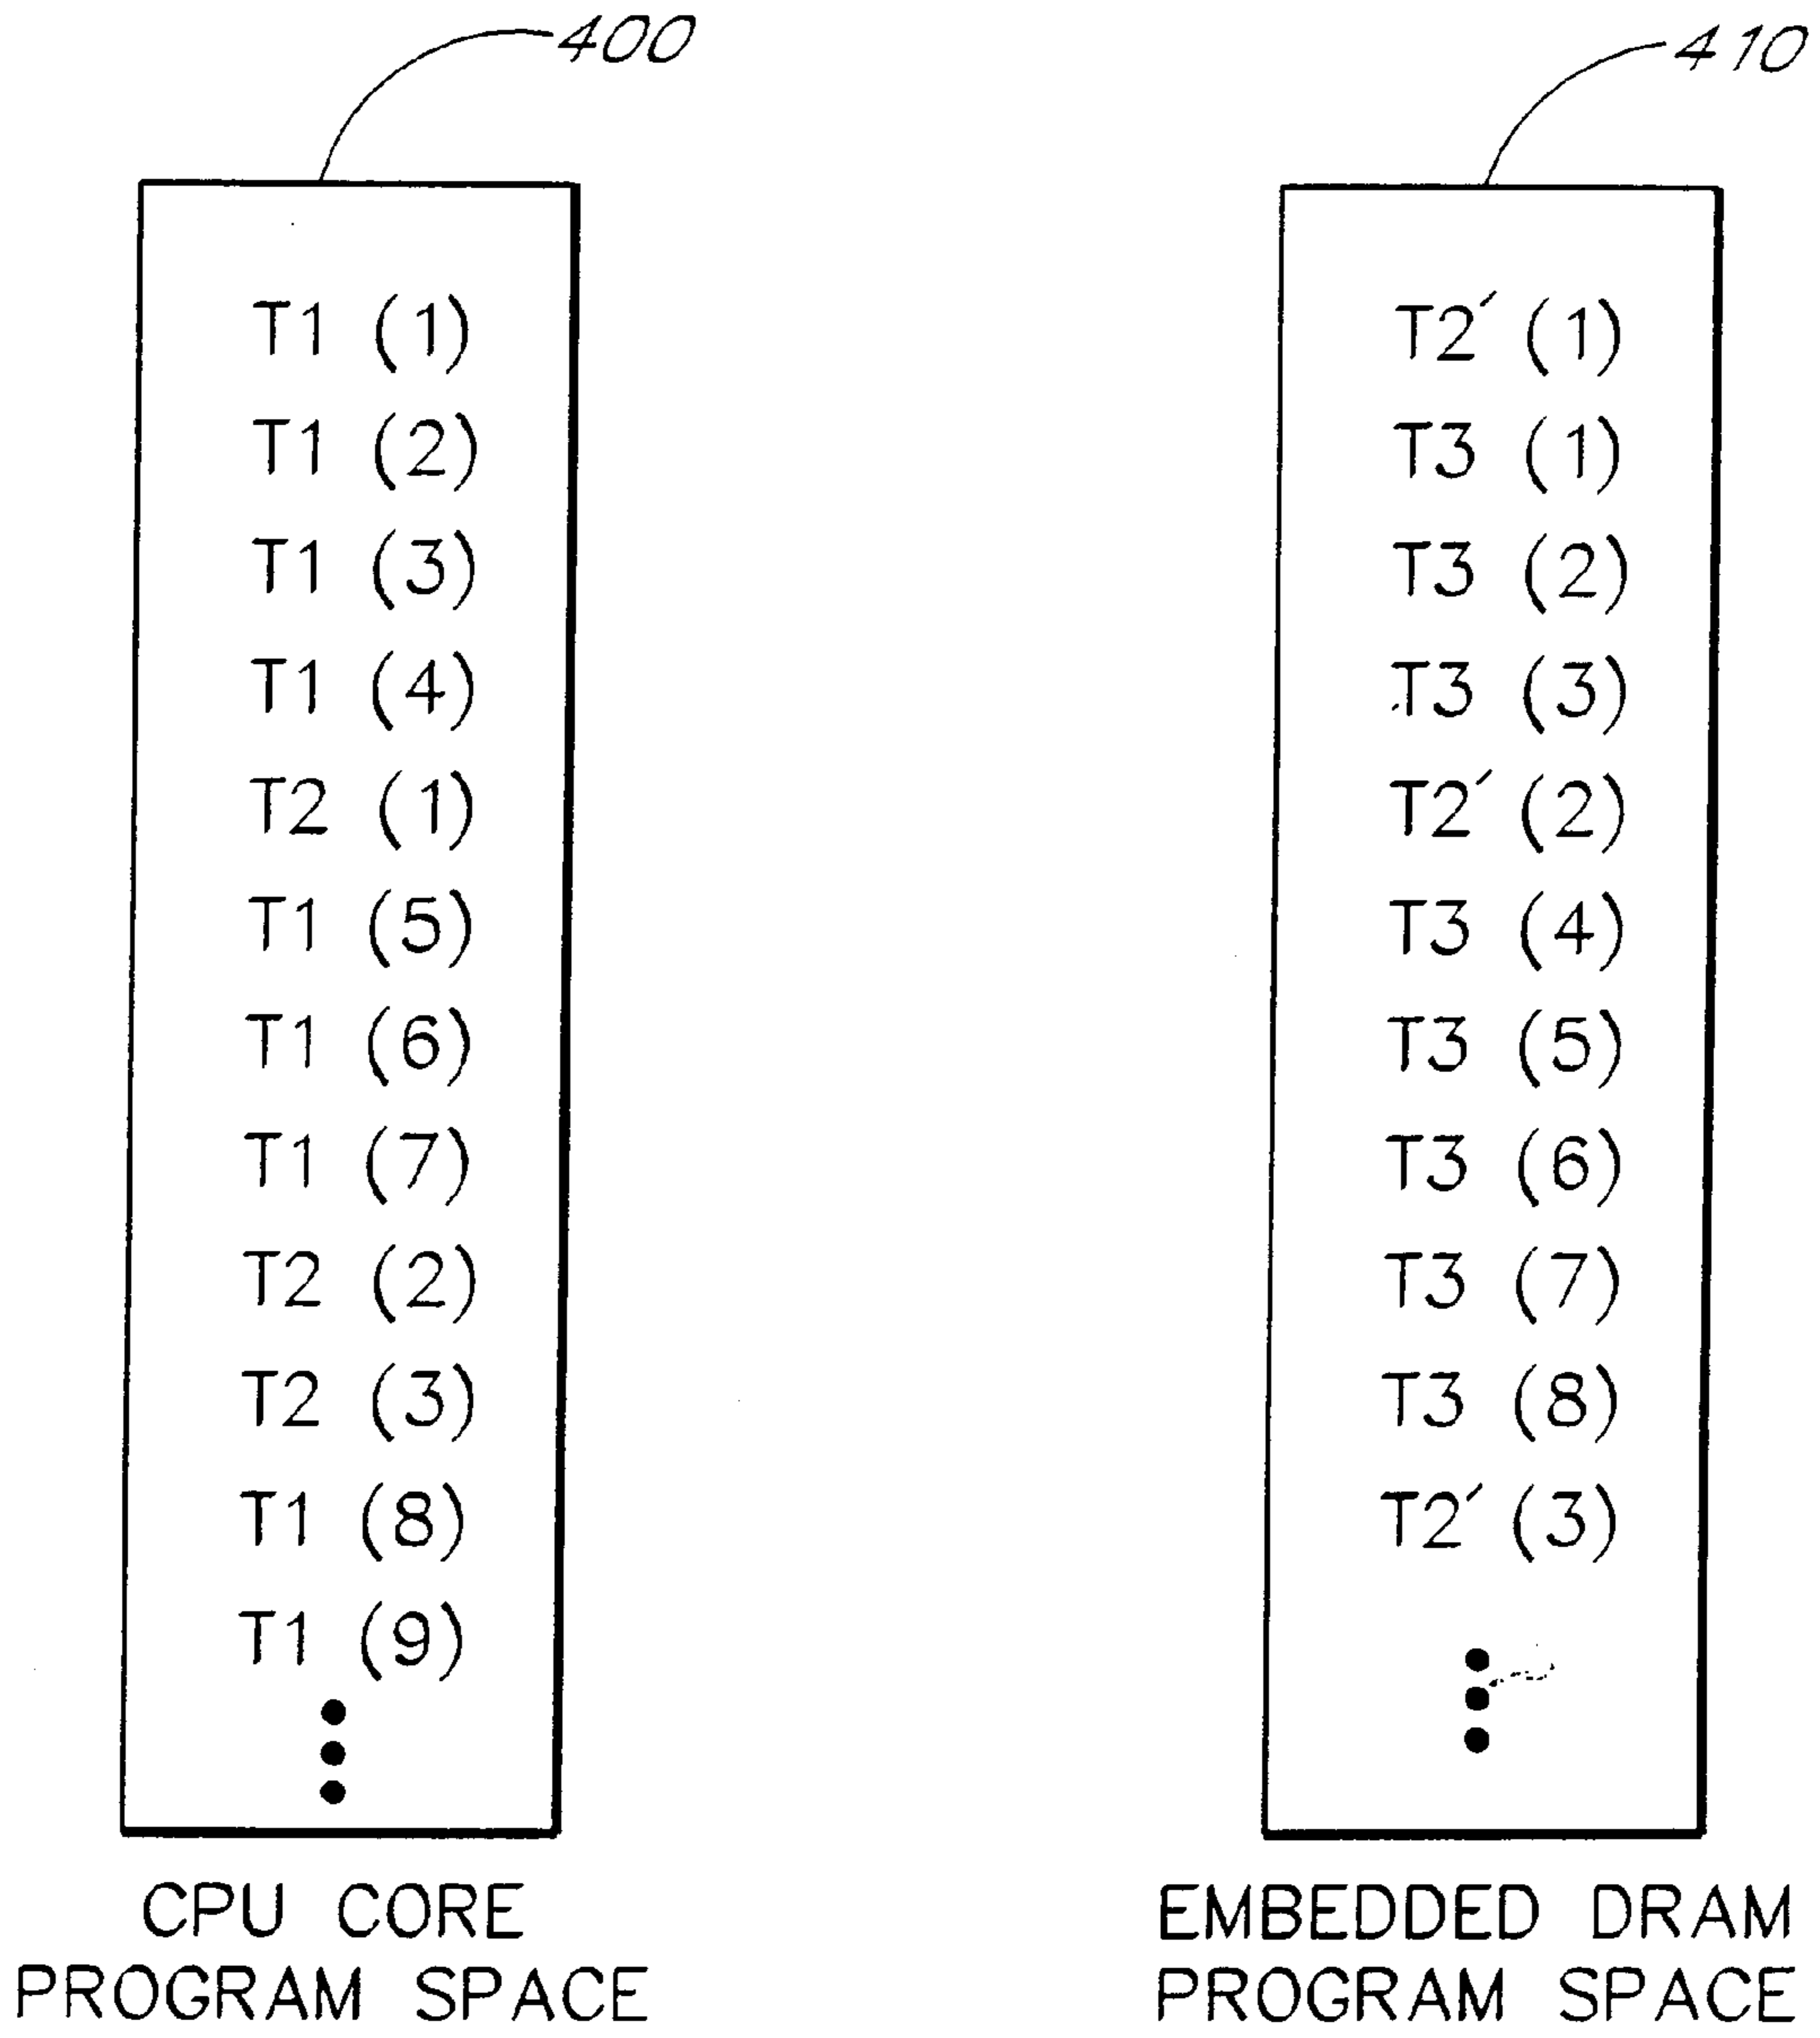 400
T1 (1)
T1 (2)
T1 (3)
T1 (4)
T2 (1)
T1 (5)
T1 (6)
T1 (7)
T2 (2)
T2 (3)
T1 (8)
T1 (9)
CPU CORE
PROGRAM SPACE
410
T2′ (1)
T3 (1)
T3 (2)
T3 (3)
T2′ (2)
T3 (4)
T3 (5)
T3 (6)
T3 (7)
T3 (8)
T2′ (3)
EMBEDDED DRAM
PROGRAM SPACE